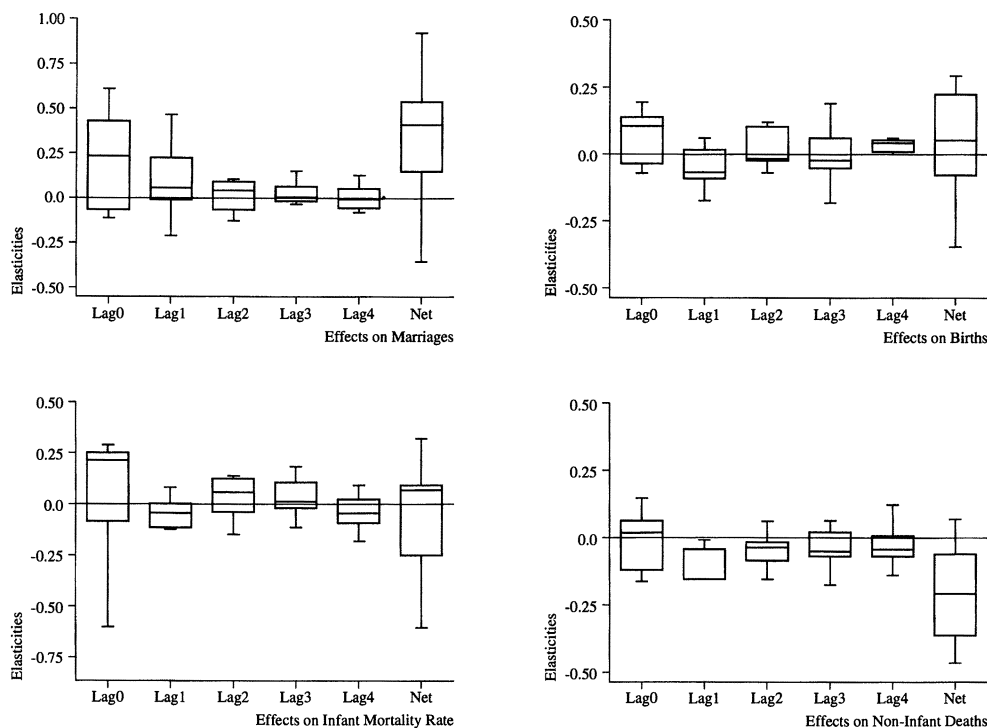 1.00
0.75
0.50
0.25
0.0
-0.25
-0.50
Elasticities
Lag0 Lag1 Lag2 Lag3 Lag4 Net
Effects on Marriages
0.50
0.25
0.0
-0.25
-0.50
Elasticities
Lag0 Lag1 Lag2 Lag3 Lag4 Net
Effects on Births
0.50
0.25
0.0
-0.25
-0.50
-0.75
Elasticities
Lag0 Lag1 Lag2 Lag3 Lag4 Net
Effects on Infant Mortality Rate
0.50
0.25
0.0
-0.25
-0.50
Elasticities
Lag0 Lag1 Lag2 Lag3 Lag4 Net
Effects on Non-Infant Deaths